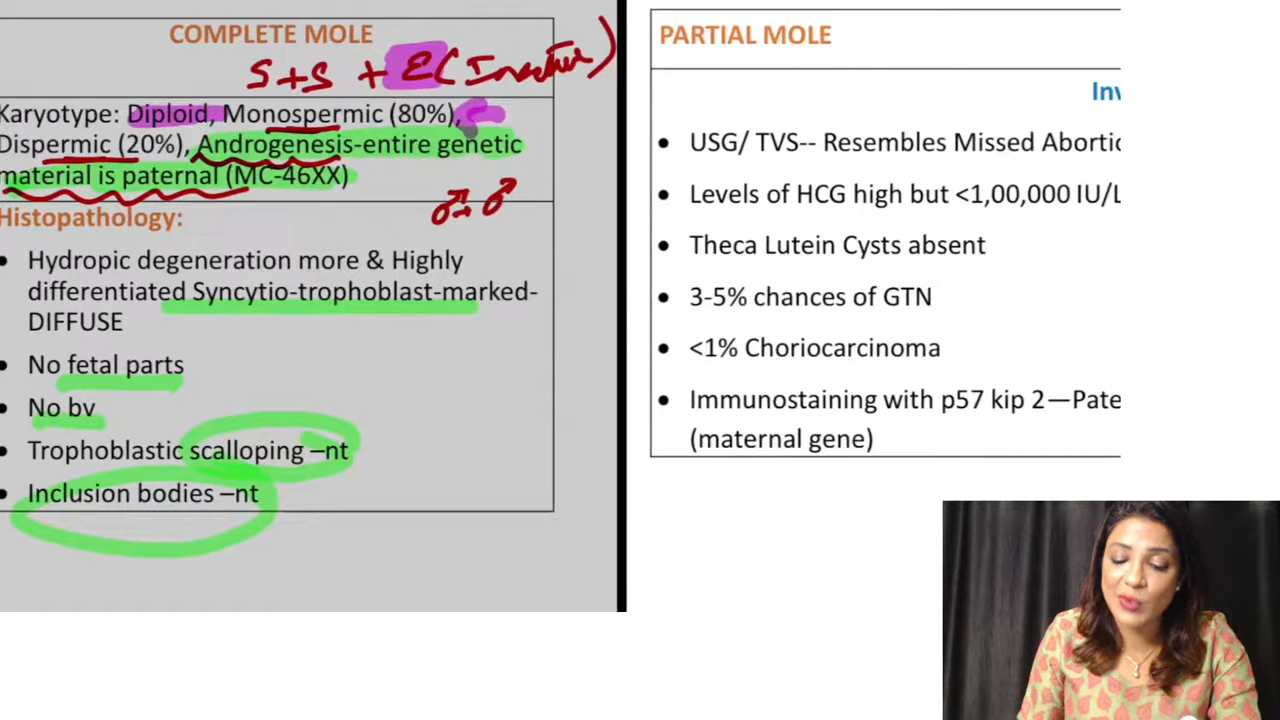 COMPLETE MOLE
S+S + E (Inactive)
Karyotype: Diploid, Monospermic (80%),
Dispermic (20%), Androgenesis-entire genetic
material is paternal (MC-46XX)
♂+♂
Histopathology:
• Hydropic degeneration more & Highly
differentiated Syncytio-trophoblast-marked-
DIFFUSE
• No fetal parts
• No bv
• Trophoblastic scalloping –nt
• Inclusion bodies –nt
PARTIAL MOLE
Inv
• USG/ TVS-- Resembles Missed Abortic
• Levels of HCG high but <1,00,000 IU/L
• Theca Lutein Cysts absent
• 3-5% chances of GTN
• <1% Choriocarcinoma
• Immunostaining with p57 kip 2—Pate
(maternal gene)